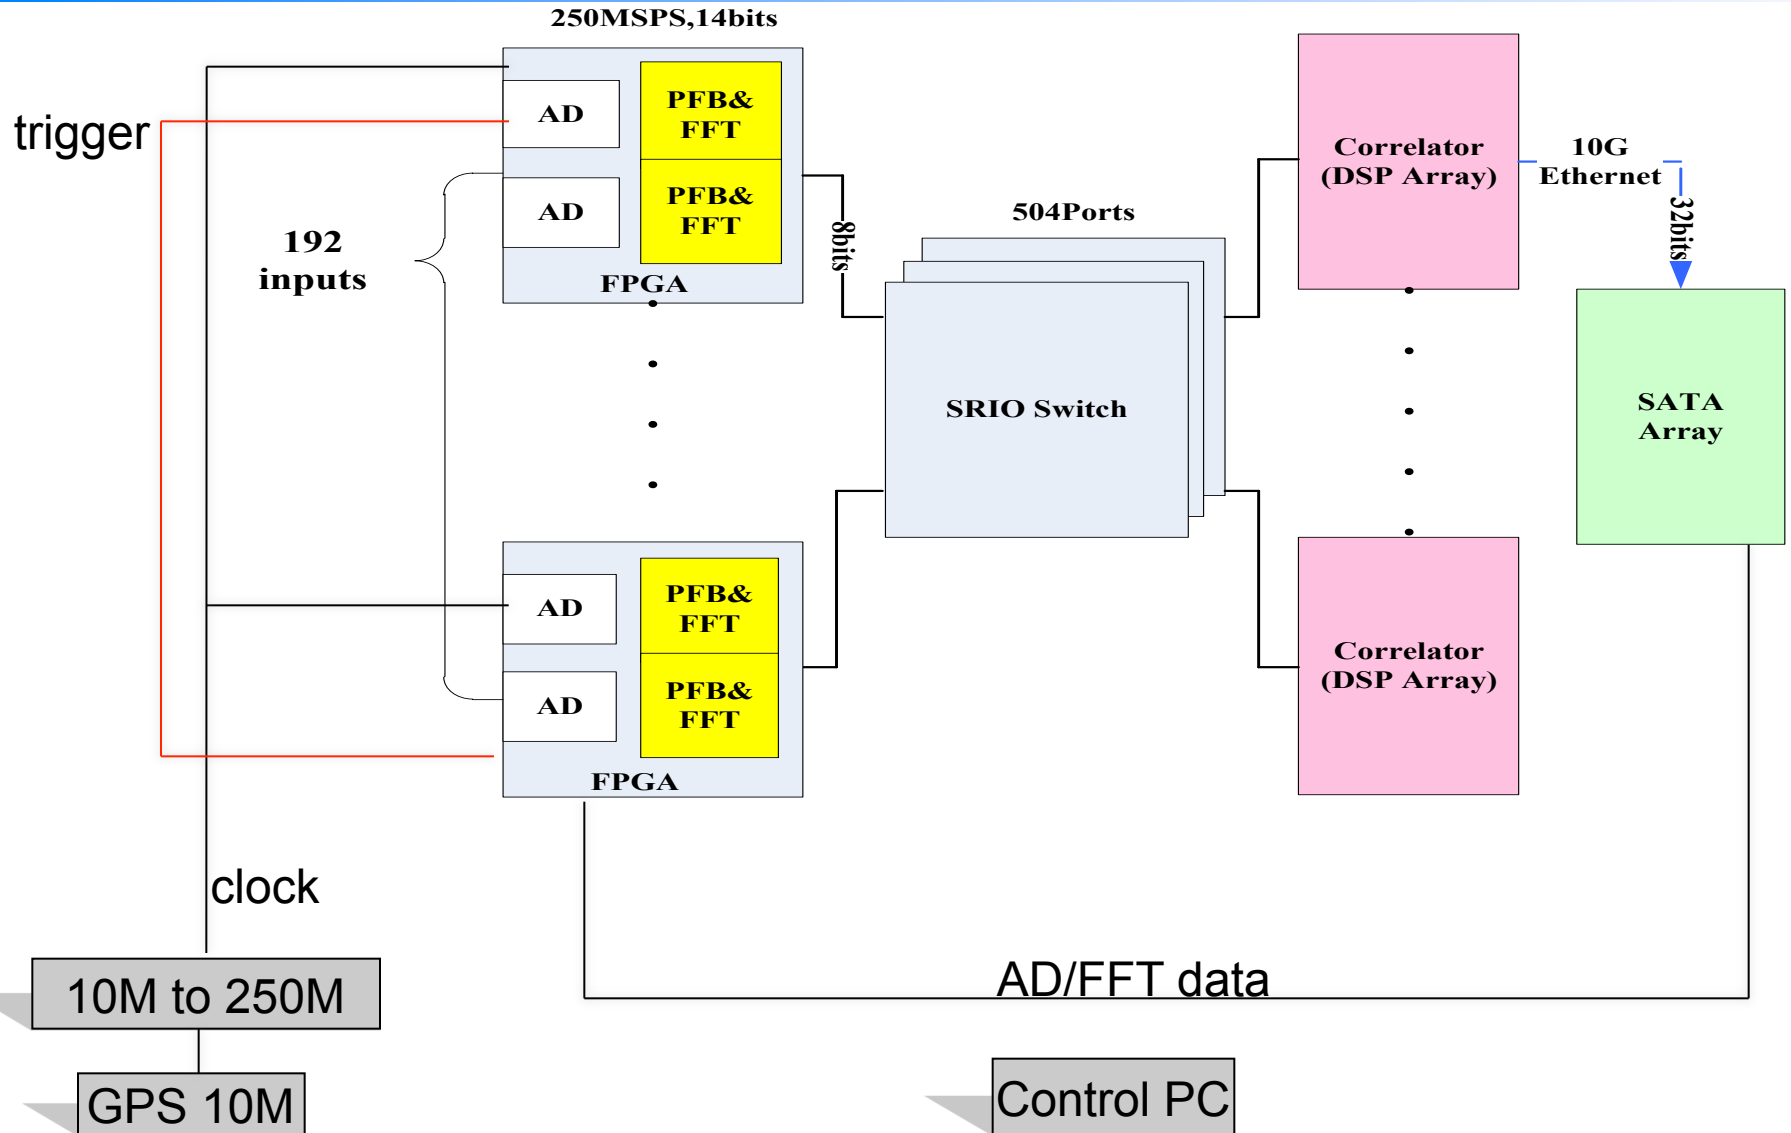 250MSPS,14bits
trigger
AD
PFB&
FFT
AD
PFB&
FFT
FPGA
192
inputs
8bits
504Ports
SRIO Switch
Correlator
(DSP Array)
10G
Ethernet
32bits
SATA
Array
AD
PFB&
FFT
AD
PFB&
FFT
FPGA
Correlator
(DSP Array)
clock
10M to 250M
GPS 10M
AD/FFT data
Control PC